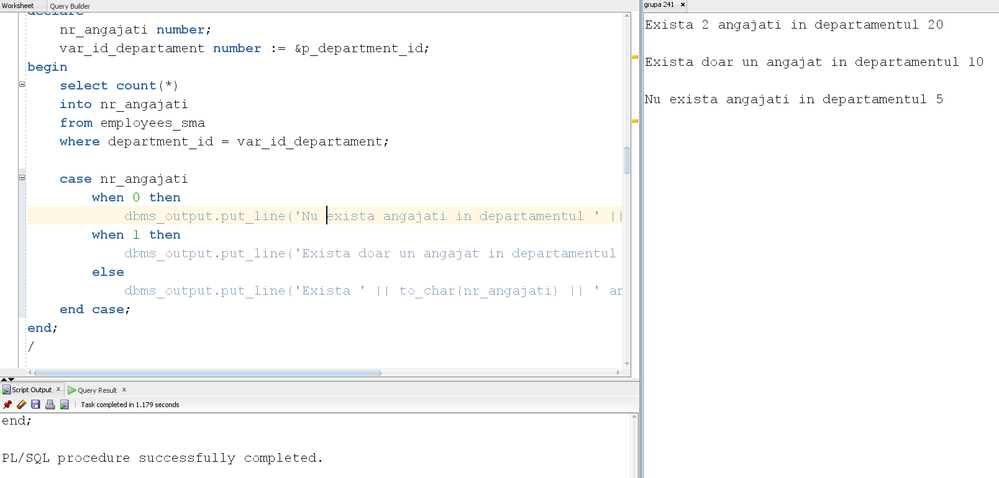 Worksheet Query Builder
declare
nr_angajati number;
var_id_departament number := &p_department_id;
begin
select count(*)
into nr_angajati
from employees_sma
where department_id = var_id_departament;
case nr_angajati
when 0 then
dbms_output.put_line('Nu exista angajati in departamentul ' ||
when 1 then
dbms_output.put_line('Exista doar un angajat in departamentul
else
dbms_output.put_line('Exista ' || to_char(nr_angajati) || ' an
end case;
end;
/
Script Output x Query Result x
Task completed in 1.179 seconds
end;
PL/SQL procedure successfully completed.
grupa 241 x
Exista 2 angajati in departamentul 20
Exista doar un angajat in departamentul 10
Nu exista angajati in departamentul 5